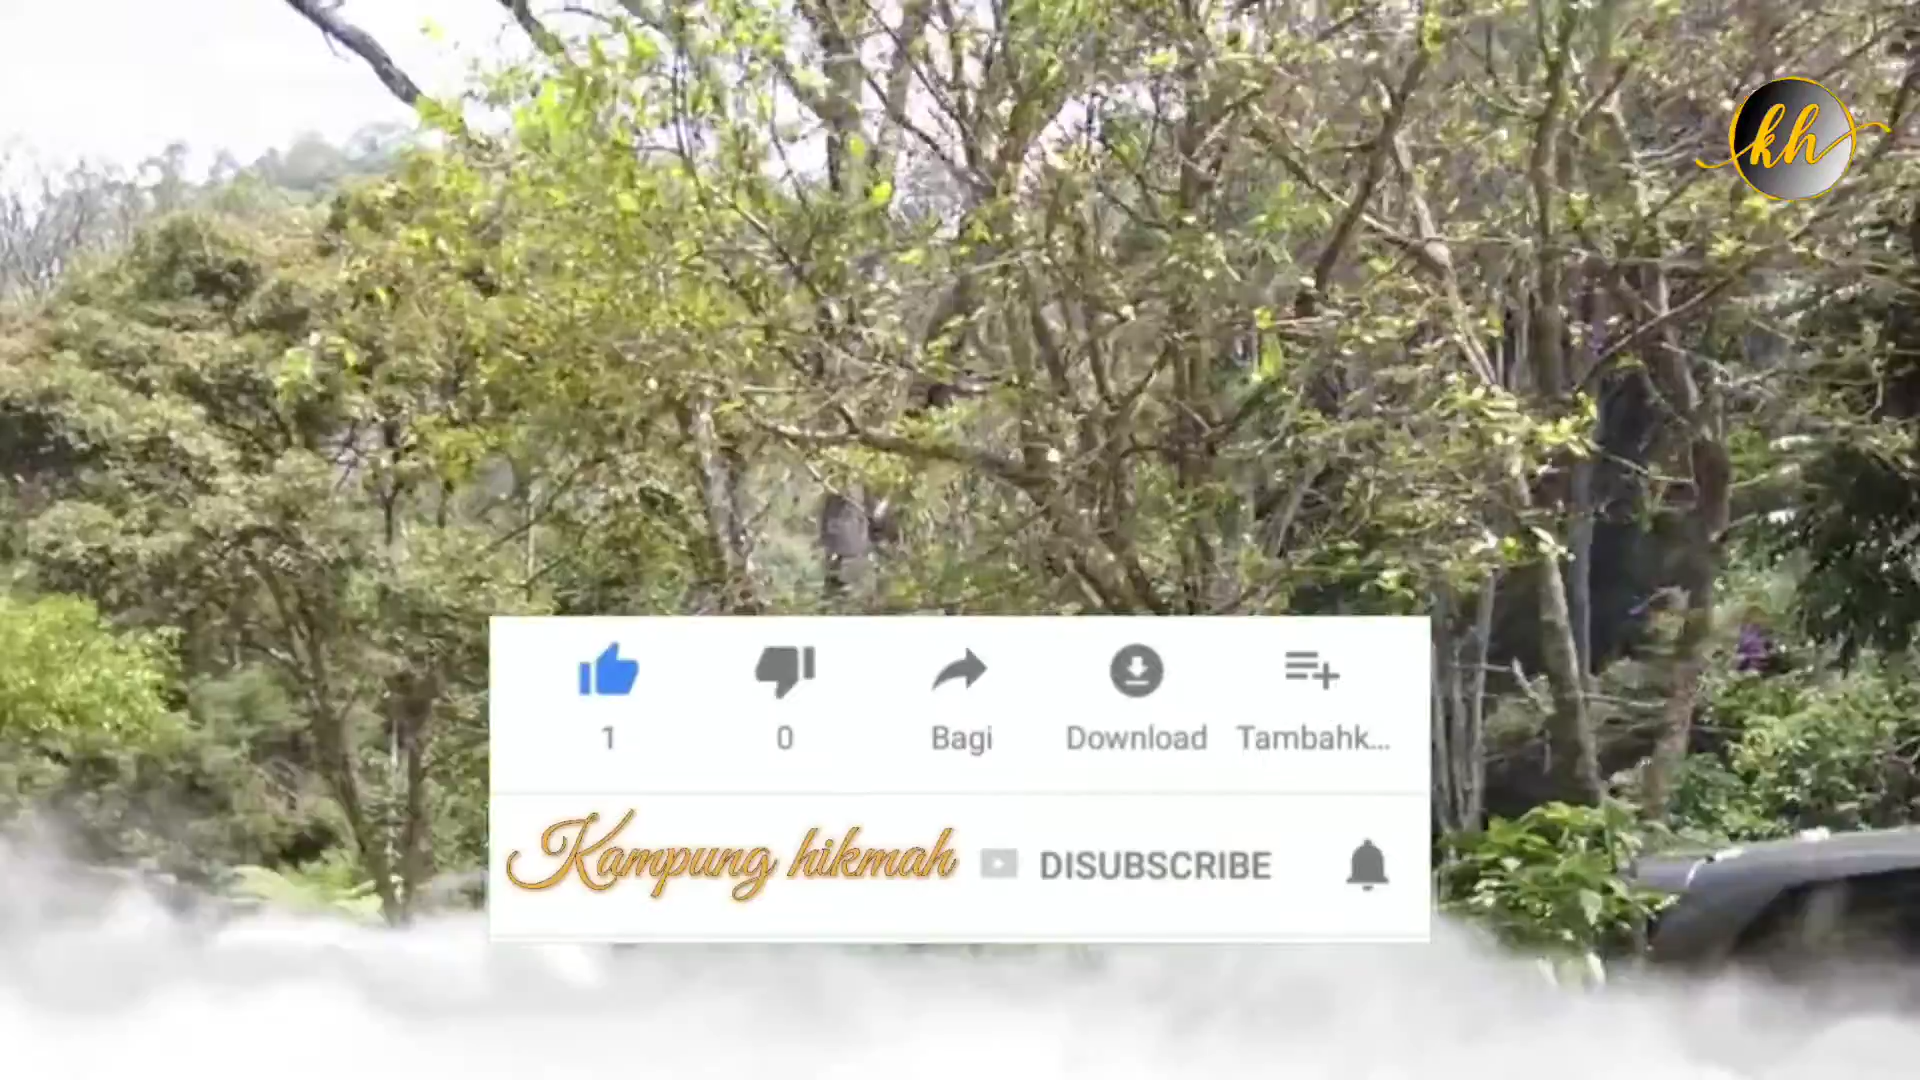 kh
1
0
Bagi
Download
Tambahk...
Kampung hikmah
DISUBSCRIBE